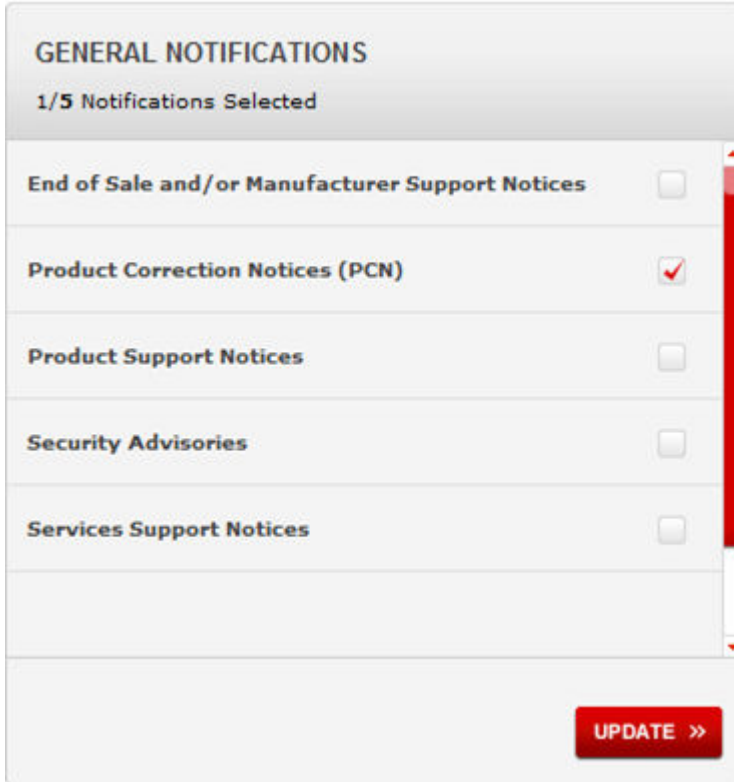 GENERAL NOTIFICATIONS
1/5 Notifications Selected
End of Sale and/or Manufacturer Support Notices
Product Correction Notices (PCN)
Product Support Notices
Security Advisories
Services Support Notices
UPDATE »